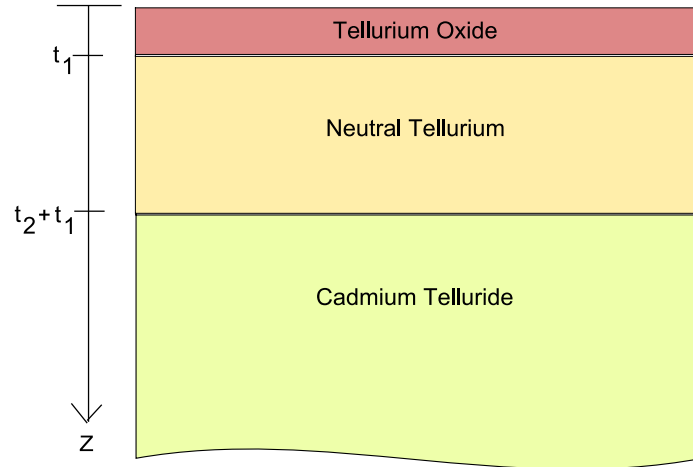 Tellurium Oxide
t₁
Neutral Tellurium
t₂+t₁
Cadmium Telluride
z